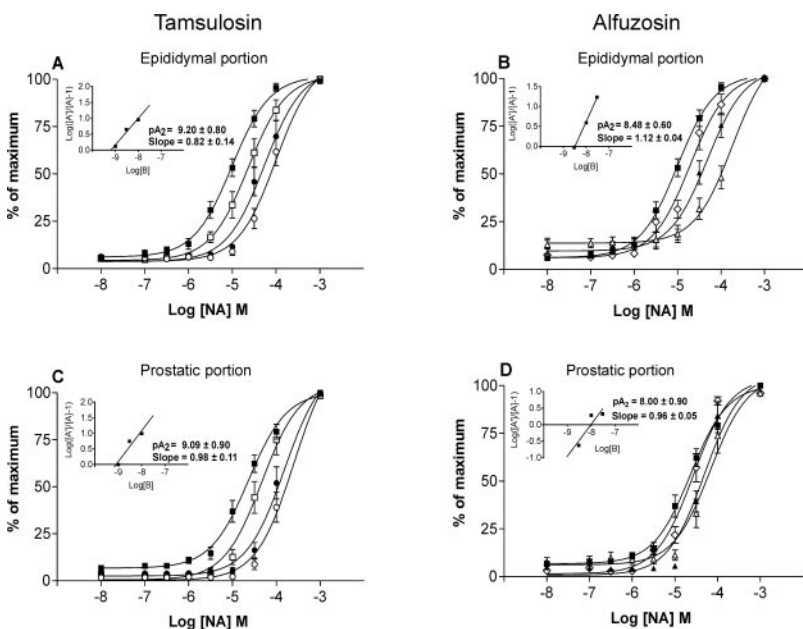 Tamsulosin
Alfuzosin
A
Epididymal portion
100
75
50
25
0
% of maximum
-8 -7 -6 -5 -4 -3
Log [NA] M
2.0
1.5
1.0
0.5
0.0
Log([A']/[A]-1)
-9 -8 -7
Log[B]
pA2= 9.20 ± 0.80
Slope = 0.82 ± 0.14
B
Epididymal portion
100
75
50
25
0
% of maximum
-8 -7 -6 -5 -4 -3
Log [NA] M
1.5
1.0
0.5
0.0
Log([A']/[A]-1)
-9 -8 -7
Log[B]
pA2 = 8.48 ± 0.60
Slope = 1.12 ± 0.04
C
Prostatic portion
100
75
50
25
0
% of maximum
-8 -7 -6 -5 -4 -3
Log [NA] M
2.0
1.5
1.0
0.5
0.0
Log([A']/[A]-1)
-9 -8 -7
Log[B]
pA2 = 9.09 ± 0.90
Slope = 0.98 ± 0.11
D
Prostatic portion
100
75
50
25
0
% of maximum
-8 -7 -6 -5 -4 -3
Log [NA] M
1.0
0.5
0.0
-0.5
-1.0
Log([A']/[A]-1)
-9 -8 -7
Log[B]
pA2 = 8.00 ± 0.90
Slope = 0.96 ± 0.05